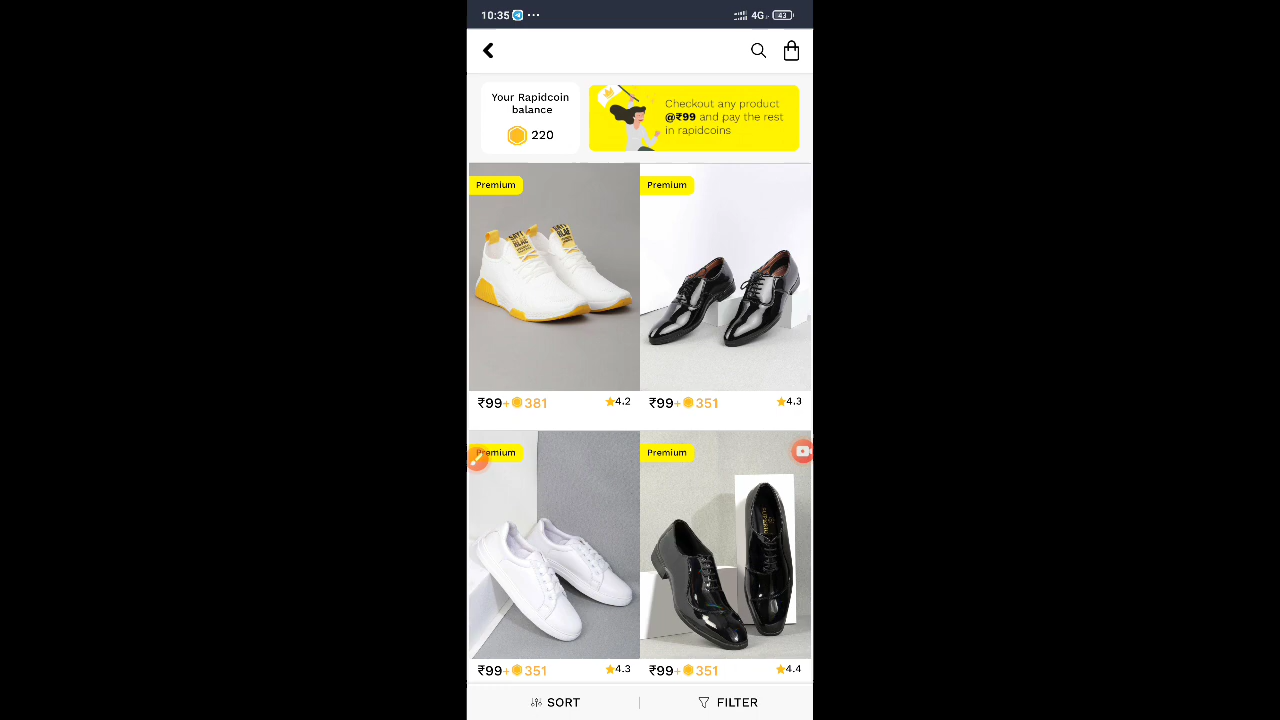 10:35
4G
43
Your Rapidcoin
balance
220
Checkout any product
@₹99 and pay the rest
in rapidcoins
Premium
Premium
₹99+ 381
4.2
₹99+ 351
4.3
Premium
Premium
₹99+ 351
4.3
₹99+ 351
4.4
SORT
FILTER